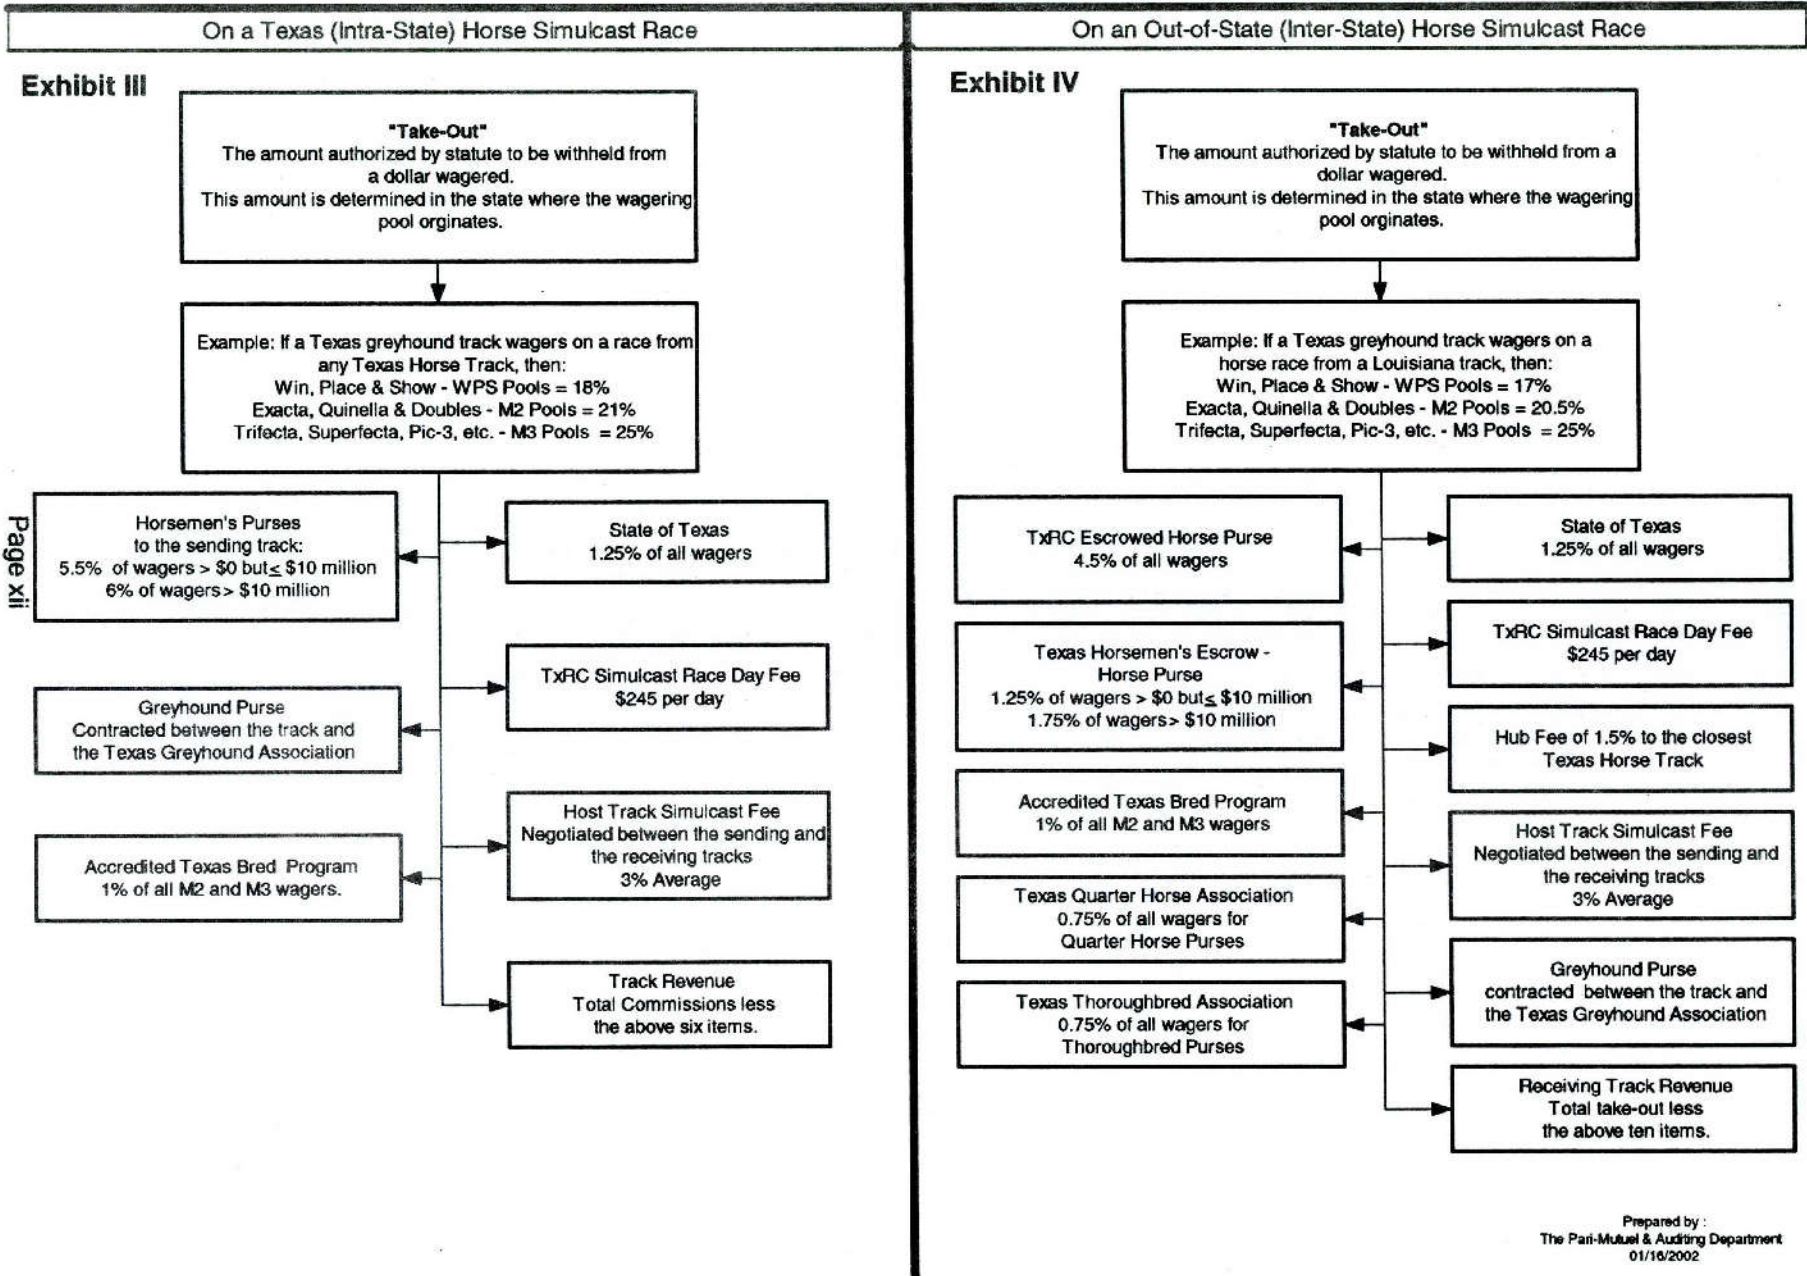 On a Texas (Intra-State) Horse Simulcast Race
Exhibit III
"Take-Out"
The amount authorized by statute to be withheld from
a dollar wagered.
This amount is determined in the state where the wagering
pool orginates.
Example: If a Texas greyhound track wagers on a race from
any Texas Horse Track, then:
Win, Place & Show - WPS Pools = 18%
Exacta, Quinella & Doubles - M2 Pools = 21%
Trifecta, Superfecta, Pic-3, etc. - M3 Pools = 25%
Horsemen's Purses
to the sending track:
5.5% of wagers > $0 but ≤ $10 million
6% of wagers > $10 million
State of Texas
1.25% of all wagers
TxRC Simulcast Race Day Fee
$245 per day
Greyhound Purse
Contracted between the track and
the Texas Greyhound Association
Host Track Simulcast Fee
Negotiated between the sending and
the receiving tracks
3% Average
Accredited Texas Bred Program
1% of all M2 and M3 wagers.
Track Revenue
Total Commissions less
the above six items.
Page xii
On an Out-of-State (Inter-State) Horse Simulcast Race
Exhibit IV
"Take-Out"
The amount authorized by statute to be withheld from a
dollar wagered.
This amount is determined in the state where the wagering
pool orginates.
Example: If a Texas greyhound track wagers on a
horse race from a Louisiana track, then:
Win, Place & Show - WPS Pools = 17%
Exacta, Quinella & Doubles - M2 Pools = 20.5%
Trifecta, Superfecta, Pic-3, etc. - M3 Pools = 25%
TxRC Escrowed Horse Purse
4.5% of all wagers
State of Texas
1.25% of all wagers
Texas Horsemen's Escrow -
Horse Purse
1.25% of wagers > $0 but ≤ $10 million
1.75% of wagers > $10 million
TxRC Simulcast Race Day Fee
$245 per day
Hub Fee of 1.5% to the closest
Texas Horse Track
Accredited Texas Bred Program
1% of all M2 and M3 wagers
Host Track Simulcast Fee
Negotiated between the sending and
the receiving tracks
3% Average
Texas Quarter Horse Association
0.75% of all wagers for
Quarter Horse Purses
Greyhound Purse
contracted between the track and
the Texas Greyhound Association
Texas Thoroughbred Association
0.75% of all wagers for
Thoroughbred Purses
Receiving Track Revenue
Total take-out less
the above ten items.
Prepared by :
The Pari-Mutuel & Auditing Department
01/16/2002